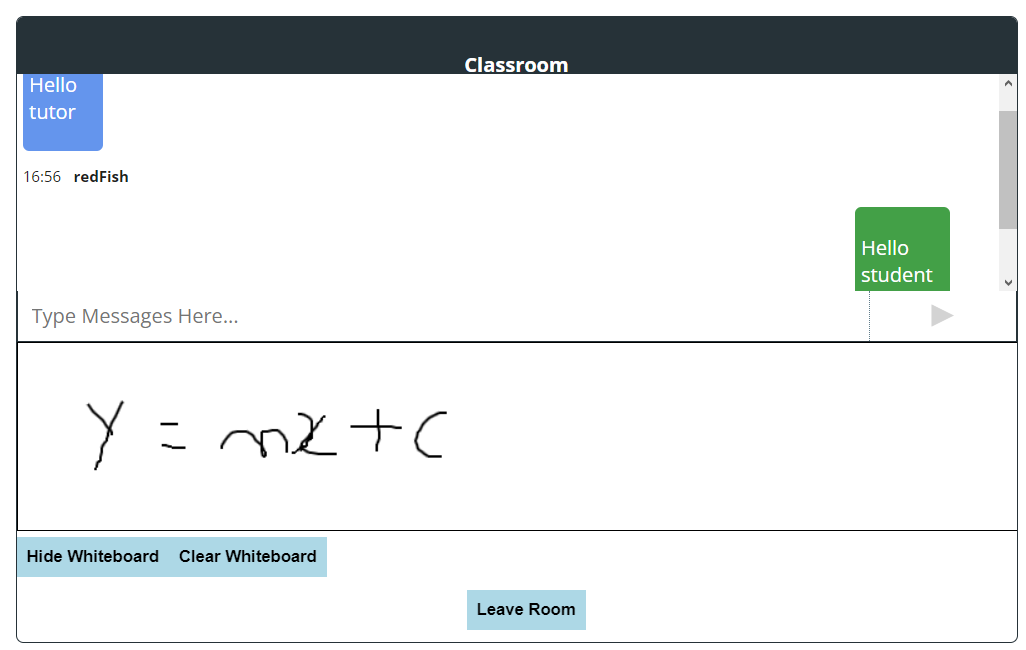 Classroom
Hello
tutor
16:56 redFish
Hello
student
Type Messages Here...
y = mx + c
Hide Whiteboard Clear Whiteboard
Leave Room